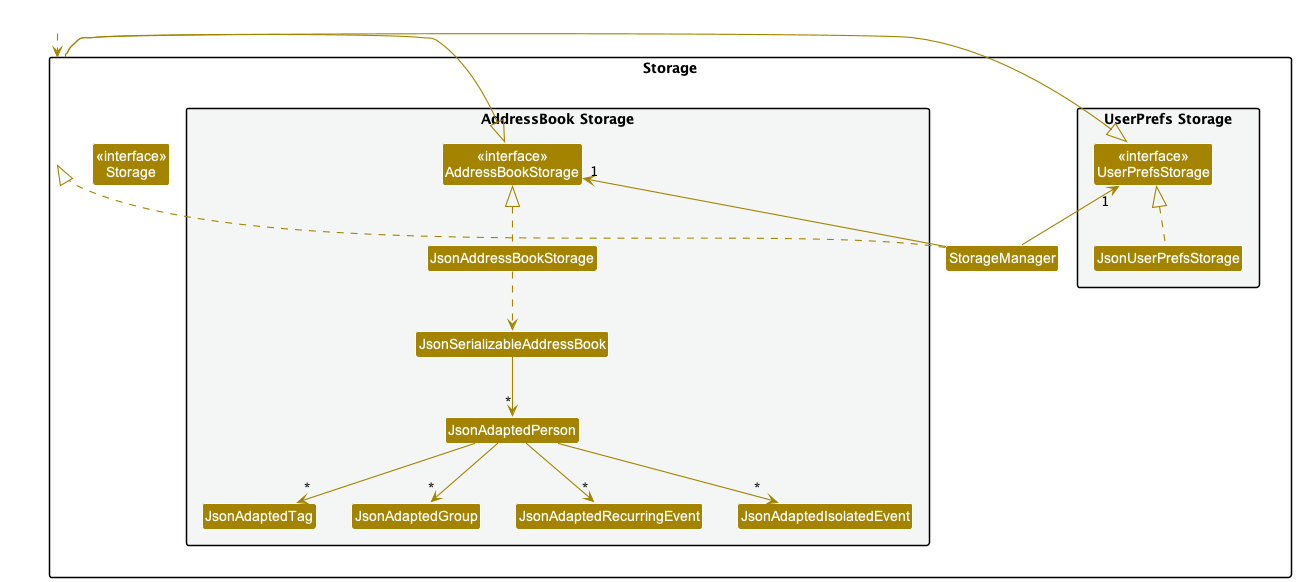 Storage
AddressBook Storage
UserPrefs Storage
«interface»
Storage
«interface»
AddressBookStorage
1
«interface»
UserPrefsStorage
1
JsonAddressBookStorage
StorageManager
JsonUserPrefsStorage
JsonSerializableAddressBook
*
JsonAdaptedPerson
*
*
*
*
JsonAdaptedTag
JsonAdaptedGroup
JsonAdaptedRecurringEvent
JsonAdaptedIsolatedEvent